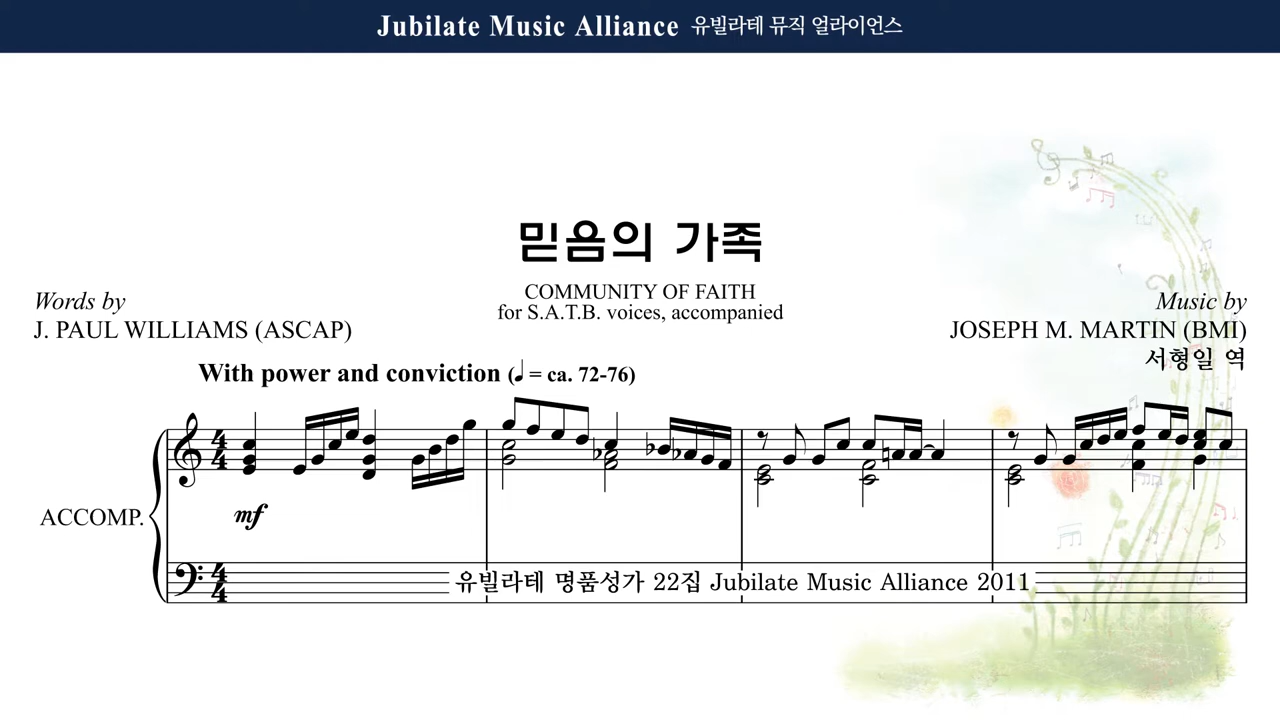 Jubilate Music Alliance 유빌라테 뮤직 얼라이언스
믿음의 가족
COMMUNITY OF FAITH
for S.A.T.B. voices, accompanied
Words by
J. PAUL WILLIAMS (ASCAP)
Music by
JOSEPH M. MARTIN (BMI)
서형일 역
With power and conviction (♩ = ca. 72-76)
mf
ACCOMP.
유빌라테 명품성가 22집 Jubilate Music Alliance 2011